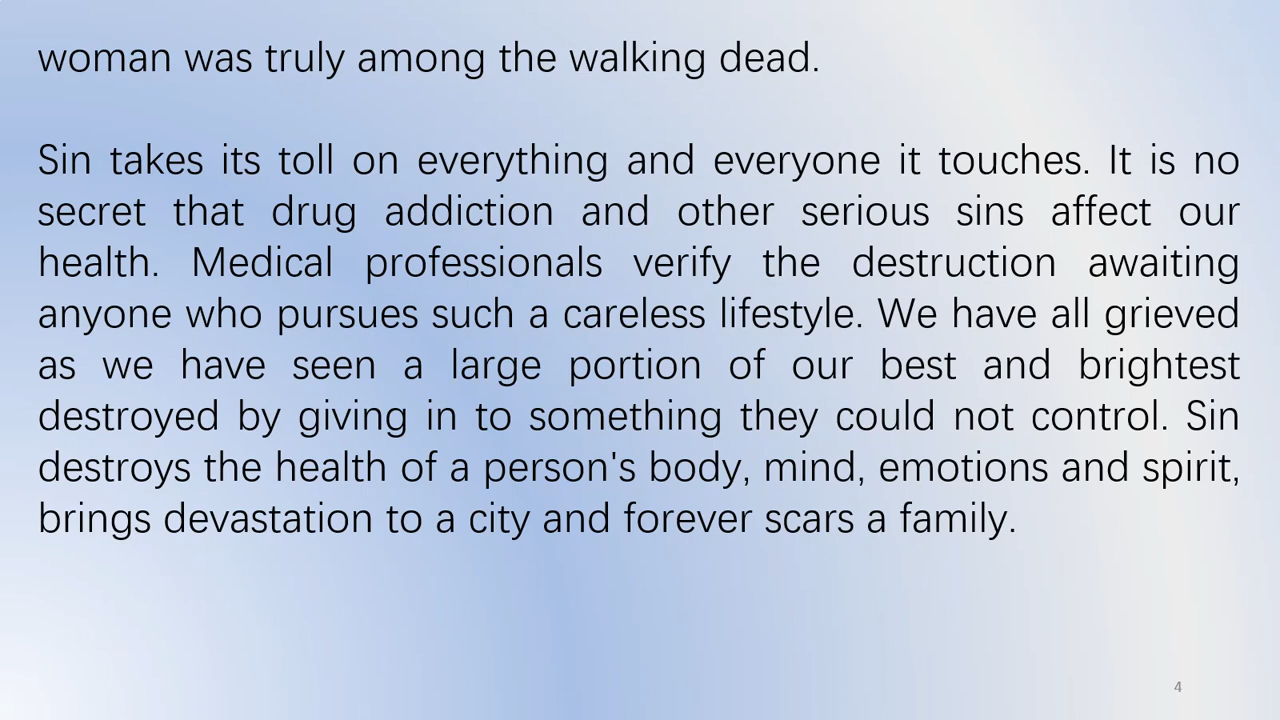 woman was truly among the walking dead.
Sin takes its toll on everything and everyone it touches. It is no
secret that drug addiction and other serious sins affect our
health. Medical professionals verify the destruction awaiting
anyone who pursues such a careless lifestyle. We have all grieved
as we have seen a large portion of our best and brightest
destroyed by giving in to something they could not control. Sin
destroys the health of a person's body, mind, emotions and spirit,
brings devastation to a city and forever scars a family.
4